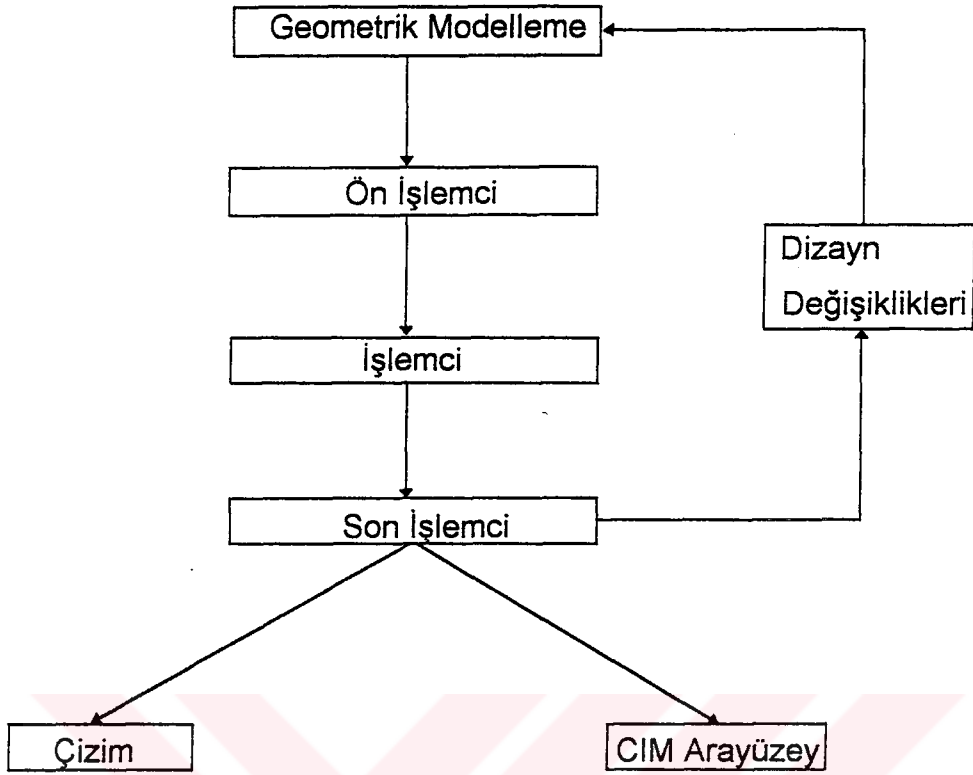 Geometrik Modelleme
Ön İşlemci
Dizayn
Değişiklikleri
İşlemci
Son İşlemci
Çizim
CIM Arayüzey